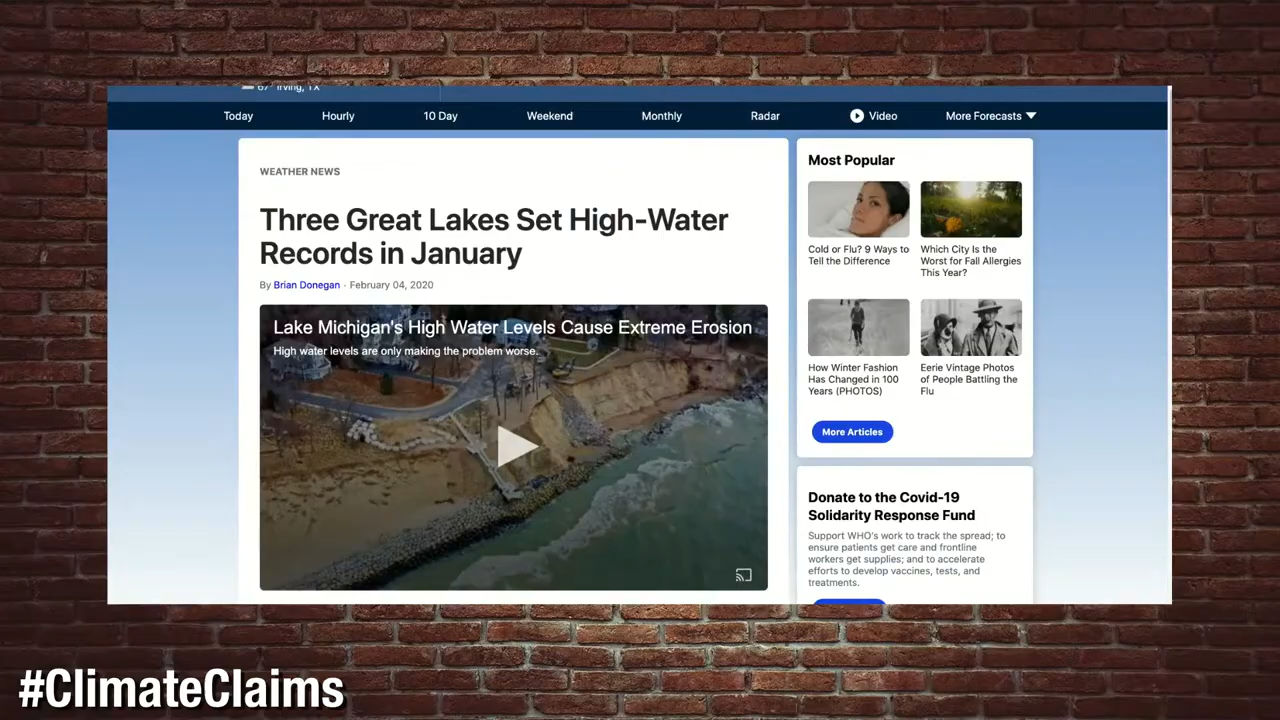 67° Irving, TX
Today Hourly 10 Day Weekend Monthly Radar Video More Forecasts
WEATHER NEWS
Three Great Lakes Set High-Water
Records in January
By Brian Donegan · February 04, 2020
Lake Michigan's High Water Levels Cause Extreme Erosion
High water levels are only making the problem worse.
Most Popular
Cold or Flu? 9 Ways to
Tell the Difference
Which City Is the
Worst for Fall Allergies
This Year?
How Winter Fashion
Has Changed in 100
Years (PHOTOS)
Eerie Vintage Photos
of People Battling the
Flu
More Articles
Donate to the Covid-19
Solidarity Response Fund
Support WHO's work to track the spread; to
ensure patients get care and frontline
workers get supplies; and to accelerate
efforts to develop vaccines, tests, and
treatments.
#ClimateClaims